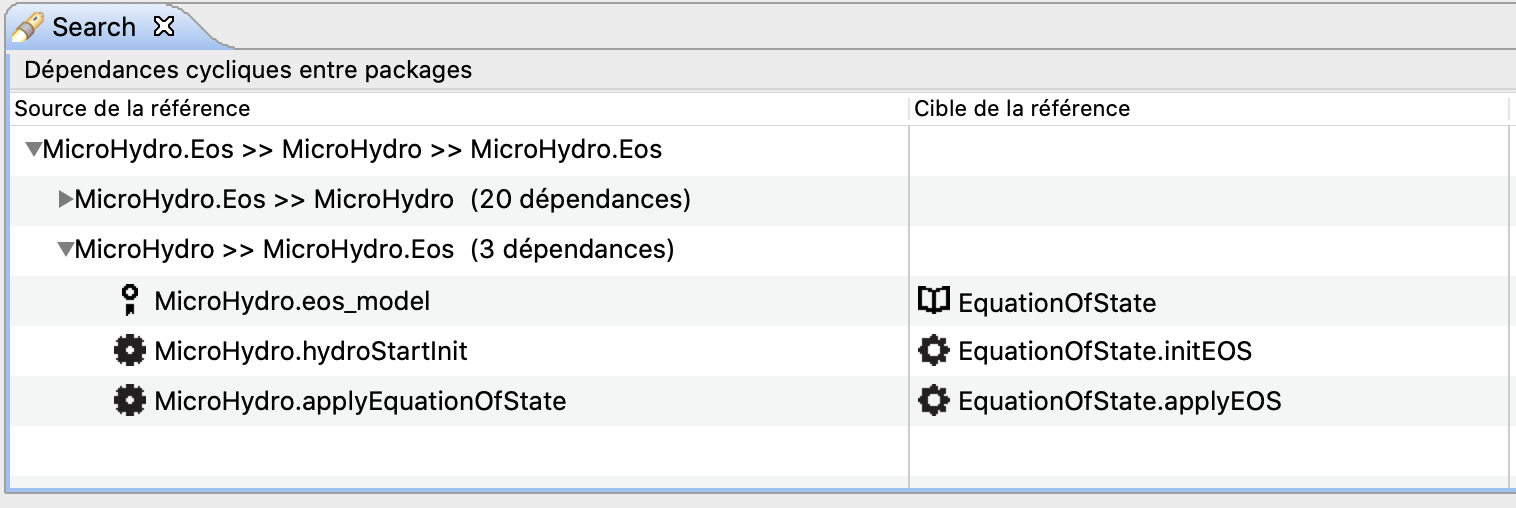 Search
Dépendances cycliques entre packages
Source de la référence Cible de la référence
MicroHydro.Eos >> MicroHydro >> MicroHydro.Eos
MicroHydro.Eos >> MicroHydro (20 dépendances)
MicroHydro >> MicroHydro.Eos (3 dépendances)
MicroHydro.eos_model EquationOfState
MicroHydro.hydroStartInit EquationOfState.initEOS
MicroHydro.applyEquationOfState EquationOfState.applyEOS